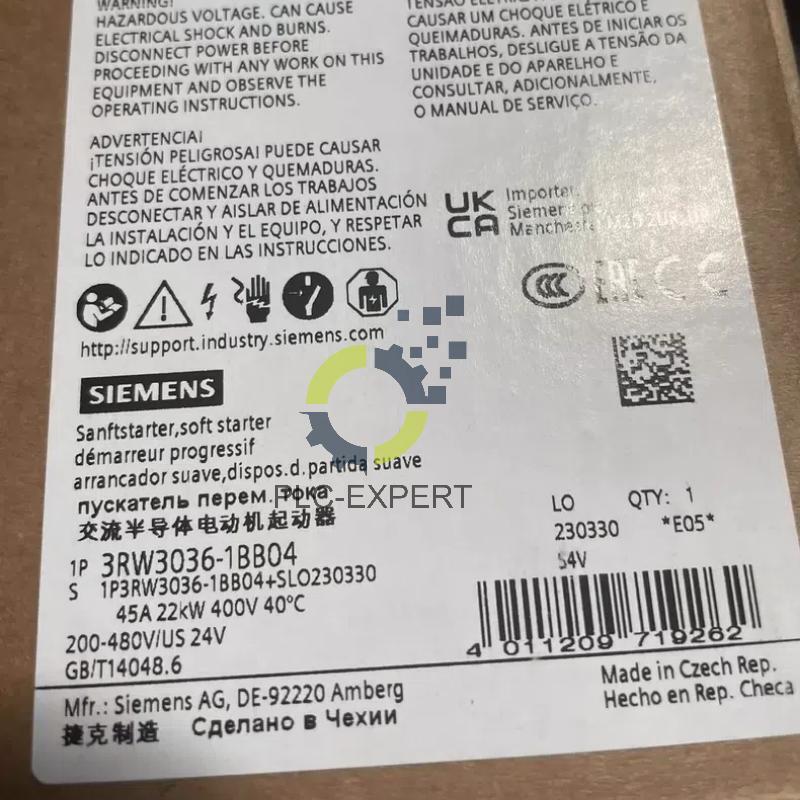 WARNING!
HAZARDOUS VOLTAGE. CAN CAUSE
ELECTRICAL SHOCK AND BURNS.
DISCONNECT POWER BEFORE
PROCEEDING WITH ANY WORK ON THIS
EQUIPMENT AND OBSERVE THE
OPERATING INSTRUCTIONS.
CAUSAR UM CHOQUE ELÉTRICO E
QUEIMADURAS. ANTES DE INICIAR OS
TRABALHOS, DESLIGUE A TENSÃO DA
UNIDADE E DO APARELHO E
CONSULTAR, ADICIONALMENTE,
O MANUAL DE SERVIÇO.
ADVERTENCIA!
¡TENSIÓN PELIGROSA! PUEDE CAUSAR
CHOQUE ELÉCTRICO Y QUEMADURAS.
ANTES DE COMENZAR LOS TRABAJOS
DESCONECTAR Y AISLAR DE ALIMENTACIÓN
LA INSTALACIÓN Y EL EQUIPO, Y RESPETAR
LO INDICADO EN LAS INSTRUCCIONES.
UK
CA
Importer
Siemens
CCC EAC CE
http://support.industry.siemens.com
SIEMENS
Sanftstarter,soft starter
démarreur progressif
arrancador suave,dispos.d.partida suave
пускатель перем. тока
交流半导体电动机起动器
PLC-EXPERT
1P 3RW3036-1BB04
S 1P3RW3036-1BB04+SLO230330
45A 22kW 400V 40°C
200-480V/US 24V
GB/T14048.6
LO QTY: 1
230330 *E05*
S4V
4 011209 719262
Mfr.: Siemens AG, DE-92220 Amberg
捷克制造 Сделано в Чехии
Made in Czech Rep.
Hecho en Rep. Checa